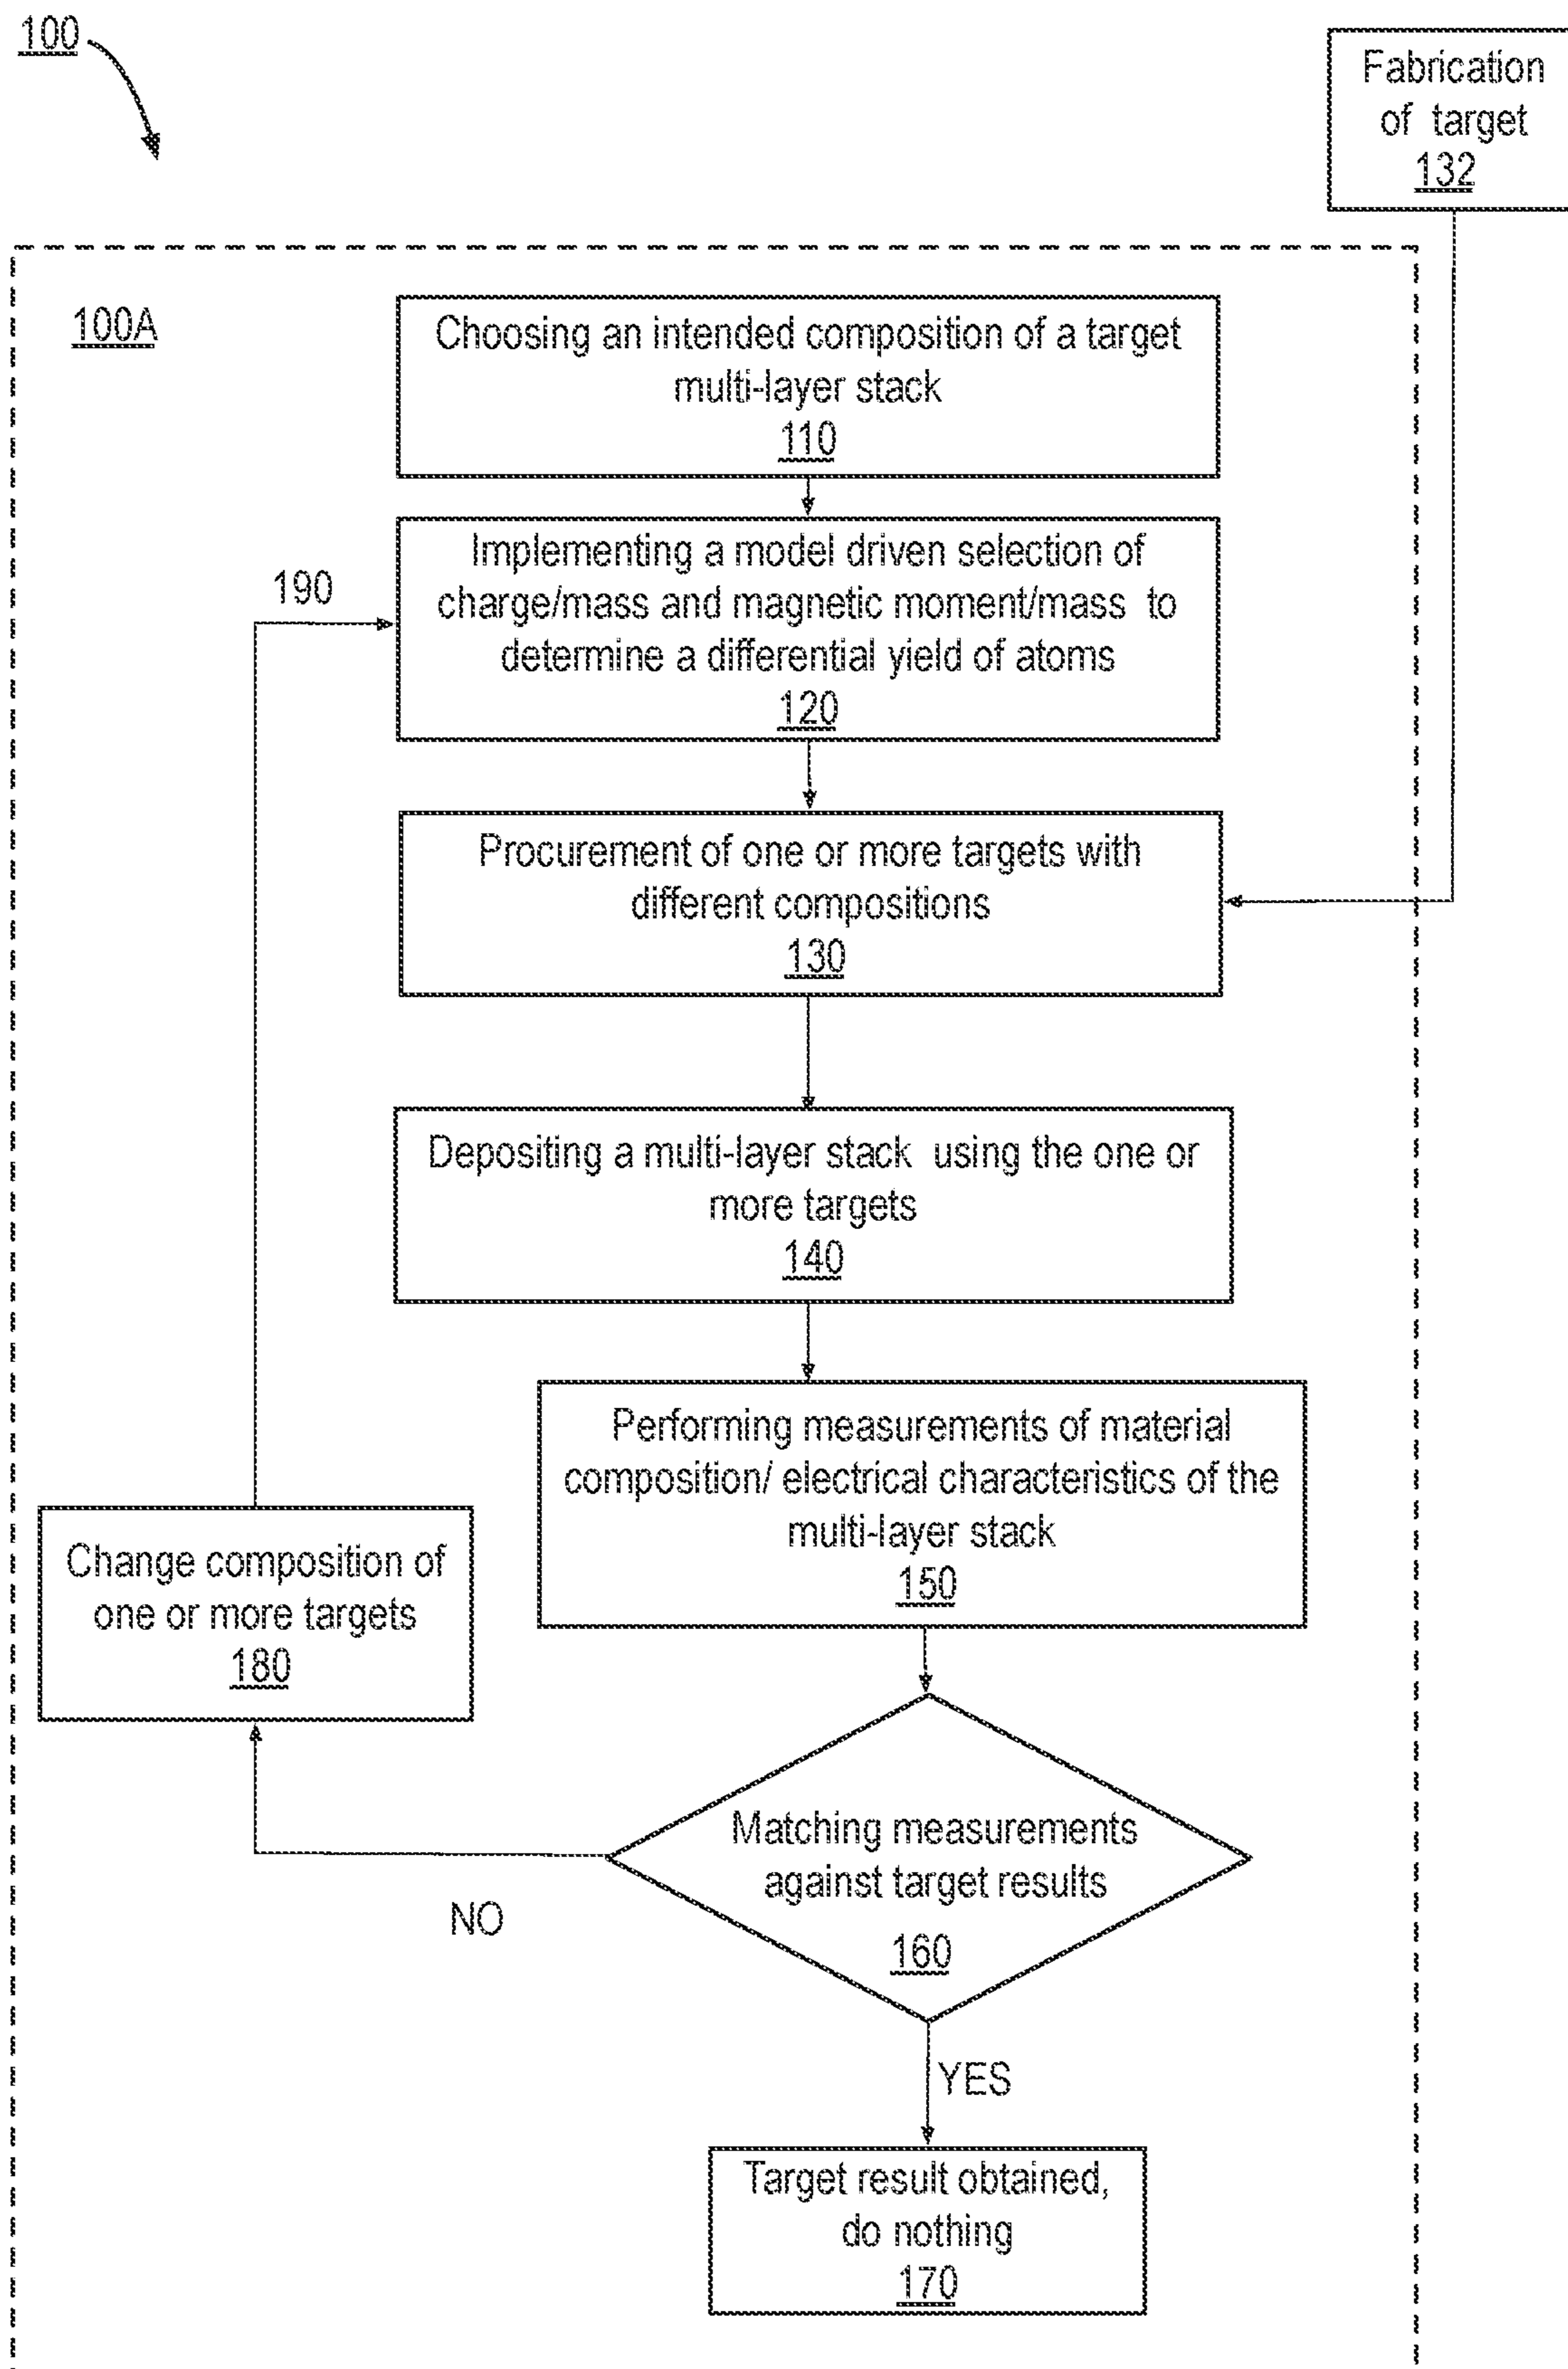 100
Fabrication
of target
132
100A
Choosing an intended composition of a target
multi-layer stack
110
Implementing a model driven selection of
charge/mass and magnetic moment/mass to
determine a differential yield of atoms
120
190
Procurement of one or more targets with
different compositions
130
Depositing a multi-layer stack using the one or
more targets
140
Performing measurements of material
composition/ electrical characteristics of the
multi-layer stack
150
Change composition of
one or more targets
180
Matching measurements
against target results
160
NO
YES
Target result obtained,
do nothing
170